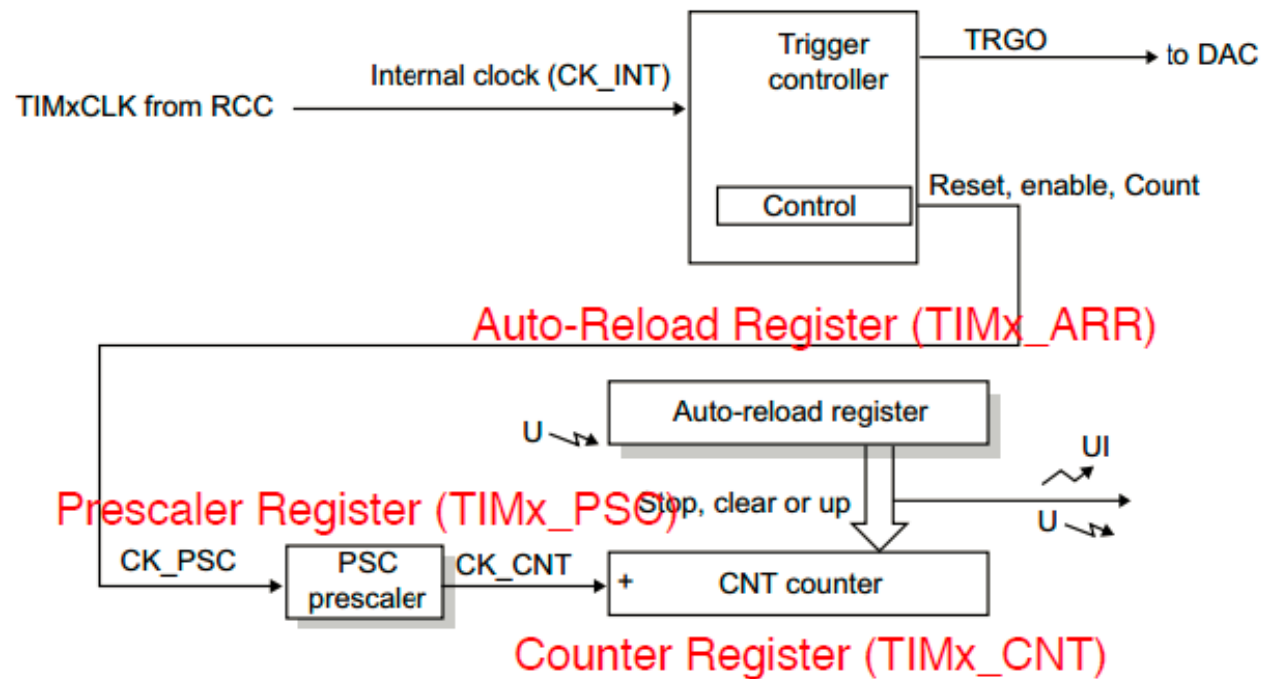 Trigger
controller
TRGO
to DAC
Internal clock (CK_INT)
TIMxCLK from RCC
Reset, enable, Count
Control
Auto-Reload Register (TIMx_ARR)
Auto-reload register
U
UI
Prescaler Register (TIMx_PSC)
Stop, clear or up
U
CK_PSC
PSC
prescaler
CK_CNT
+
CNT counter
Counter Register (TIMx_CNT)